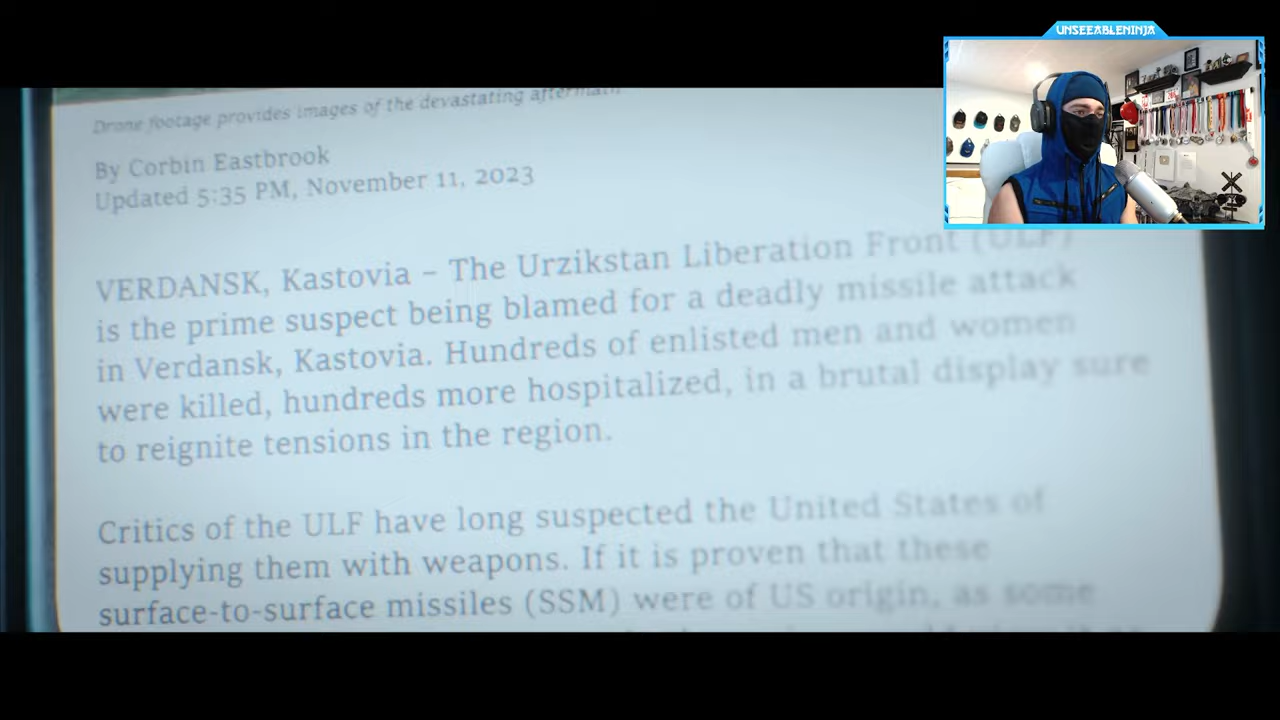 UNSEEABLENINJA
Drone footage provides images of the devastating aftermath
By Corbin Eastbrook
Updated 5:35 PM, November 11, 2023
VERDANSK, Kastovia – The Urzikstan Liberation Front (ULF)
is the prime suspect being blamed for a deadly missile attack
in Verdansk, Kastovia. Hundreds of enlisted men and women
were killed, hundreds more hospitalized, in a brutal display sure
to reignite tensions in the region.
Critics of the ULF have long suspected the United States of
supplying them with weapons. If it is proven that these
surface-to-surface missiles (SSM) were of US origin, as some